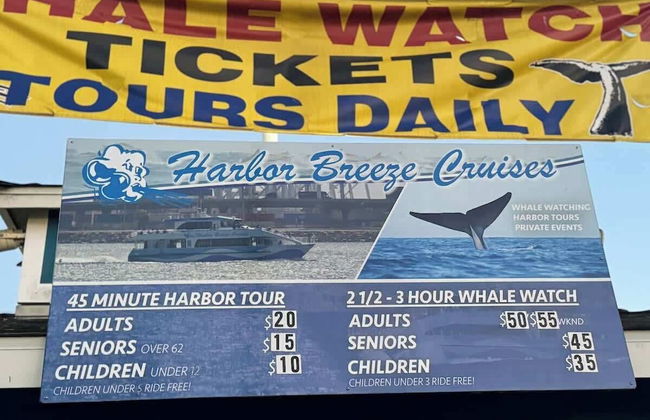 WHALE WATCH
TICKETS
TOURS DAILY
Harbor Breeze Cruises
WHALE WATCHING
HARBOR TOURS
PRIVATE EVENTS
45 MINUTE HARBOR TOUR
ADULTS $20
SENIORS OVER 62 $15
CHILDREN UNDER 12 $10
CHILDREN UNDER 5 RIDE FREE!
2 1/2 - 3 HOUR WHALE WATCH
ADULTS $50 $55 WKND
SENIORS $45
CHILDREN $35
CHILDREN UNDER 3 RIDE FREE!